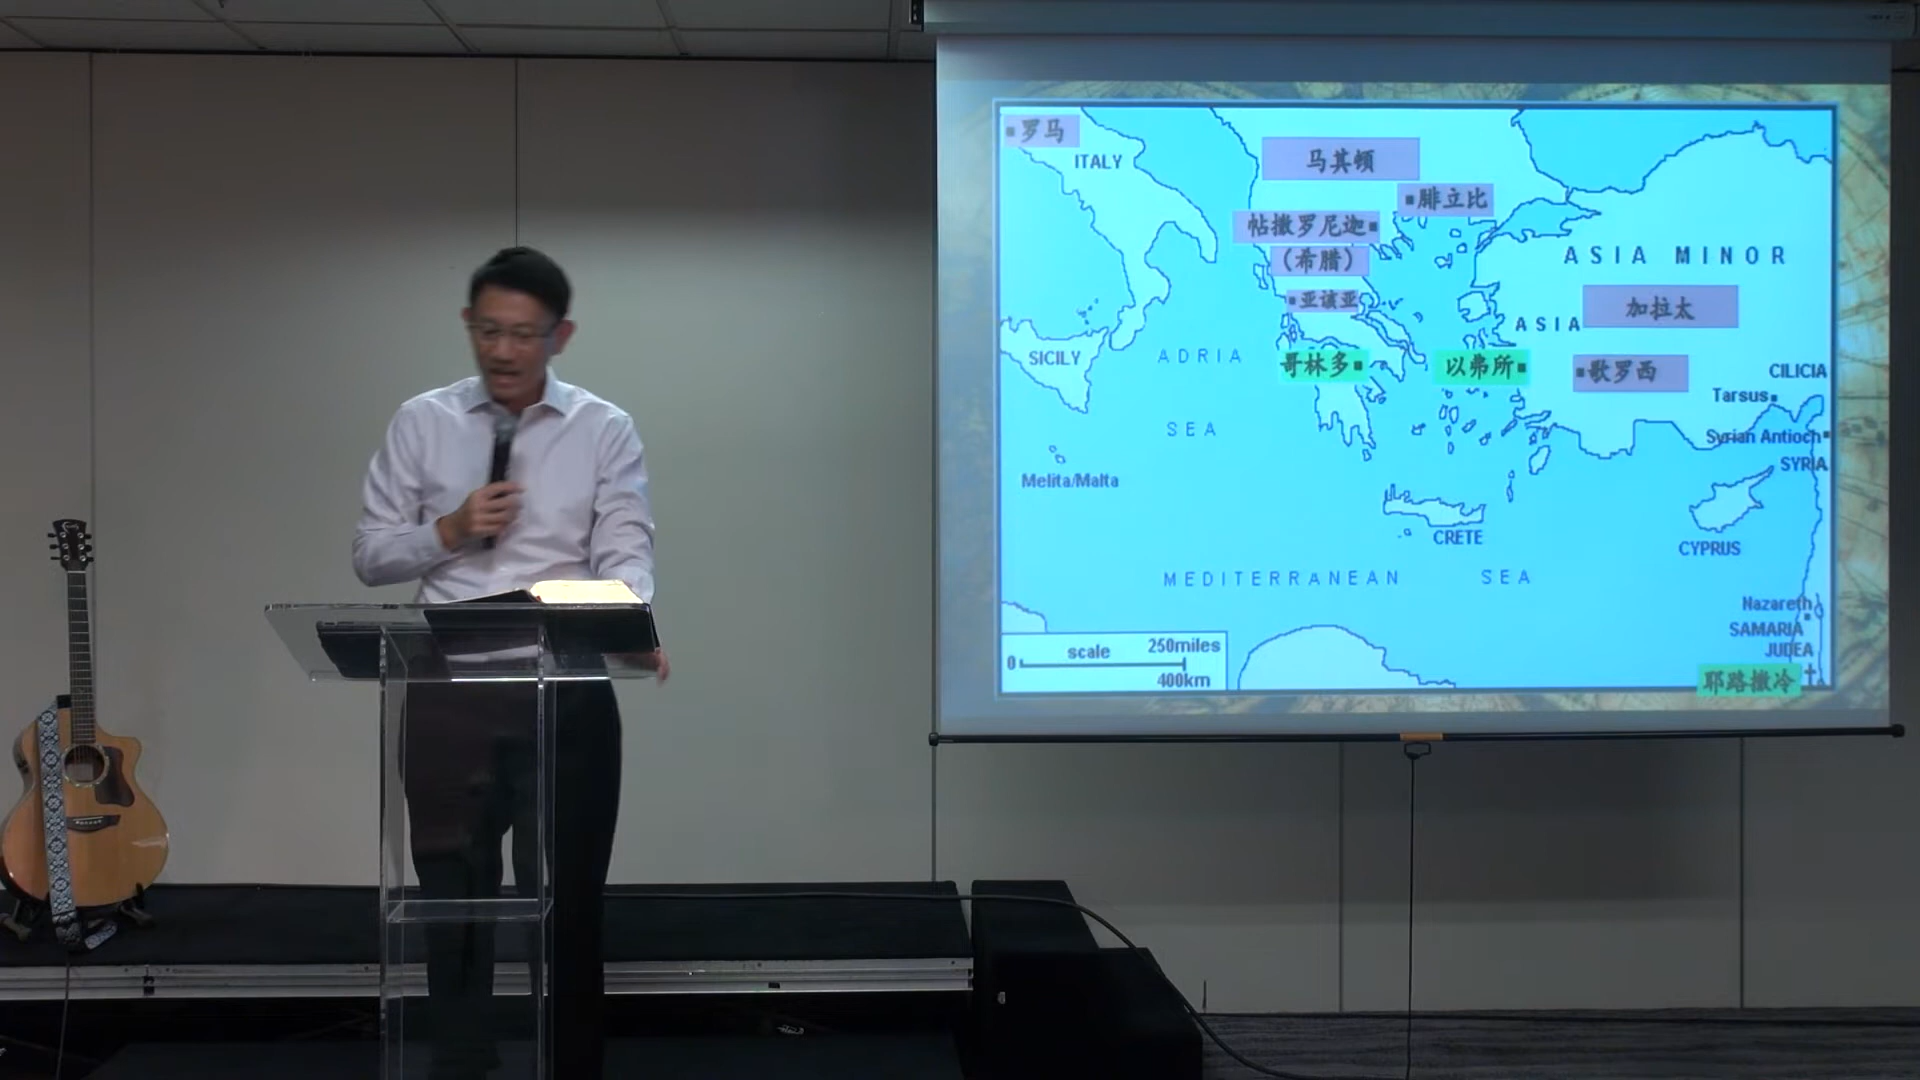 罗马
ITALY
马其顿
腓立比
帖撒罗尼迦
(希腊)
亚该亚
ASIA MINOR
加拉太
ASIA
SICILY
ADRIA
SEA
哥林多
以弗所
歌罗西
CILICIA
Tarsus
Syrian Antioch
SYRIA
Melita/Malta
CRETE
CYPRUS
MEDITERRANEAN SEA
Nazareth
SAMARIA
JUDEA
耶路撒冷
scale
250miles
0
400km